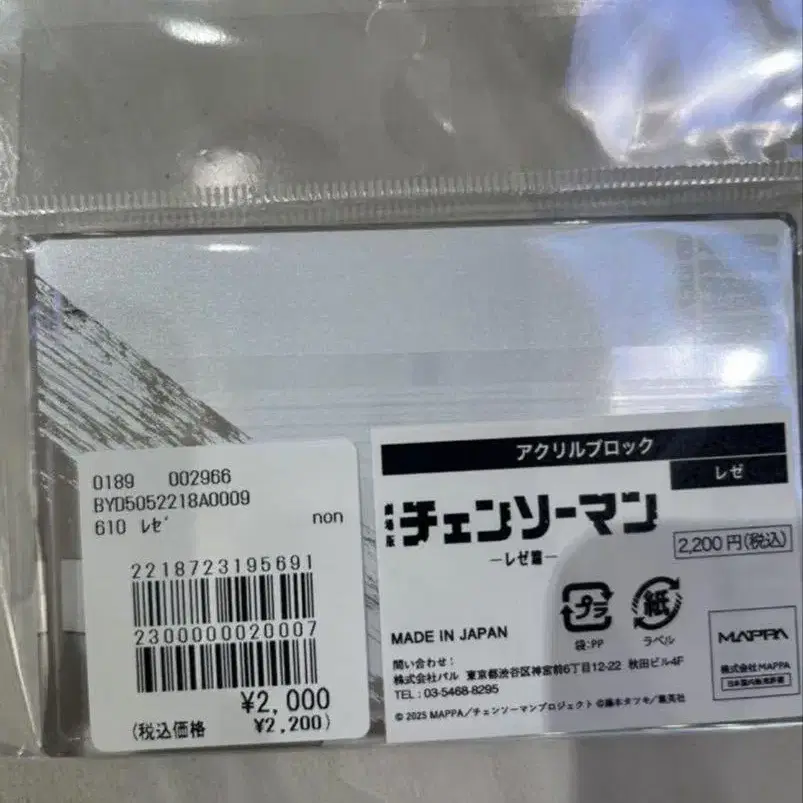 0189 002966
BYD5052218A0009
610 ﾚｾﾞ non
2218723195691
2300000020007
¥2,000
(税込価格 ¥2,200)
アクリルブロック
レゼ
劇場版 チェンソーマン
―レゼ篇―
2,200円(税込)
プラ
袋:PP
紙
ラベル
MADE IN JAPAN
問い合わせ:
株式会社パル 東京都渋谷区神宮前6丁目12-22 秋田ビル4F
TEL : 03-5468-8295
© 2025 MAPPA/チェンソーマンプロジェクト ©藤本タツキ/集英社
MAPPA
株式会社MAPPA